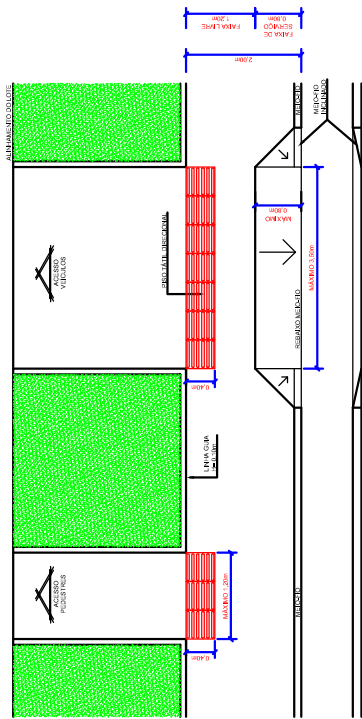 ALINHAMENTO DO LOTE
FAIXA LIVRE
1,20m
FAIXA DE
SERVIÇO
0,80m
2,00m
ACESSO
VEÍCULOS
PISO TÁTIL DIRECIONAL
0,40m
MEIO-FIO
MEIO-FIO
INCLINADO
MÁXIMO
0,80m
REBAIXO MEIO-FIO
MÁXIMO 3,50m
LINHA GUIA
H= 0,10m
ACESSO
PEDESTRES
MÁXIMO 1,20m
0,40m
MEIO-FIO